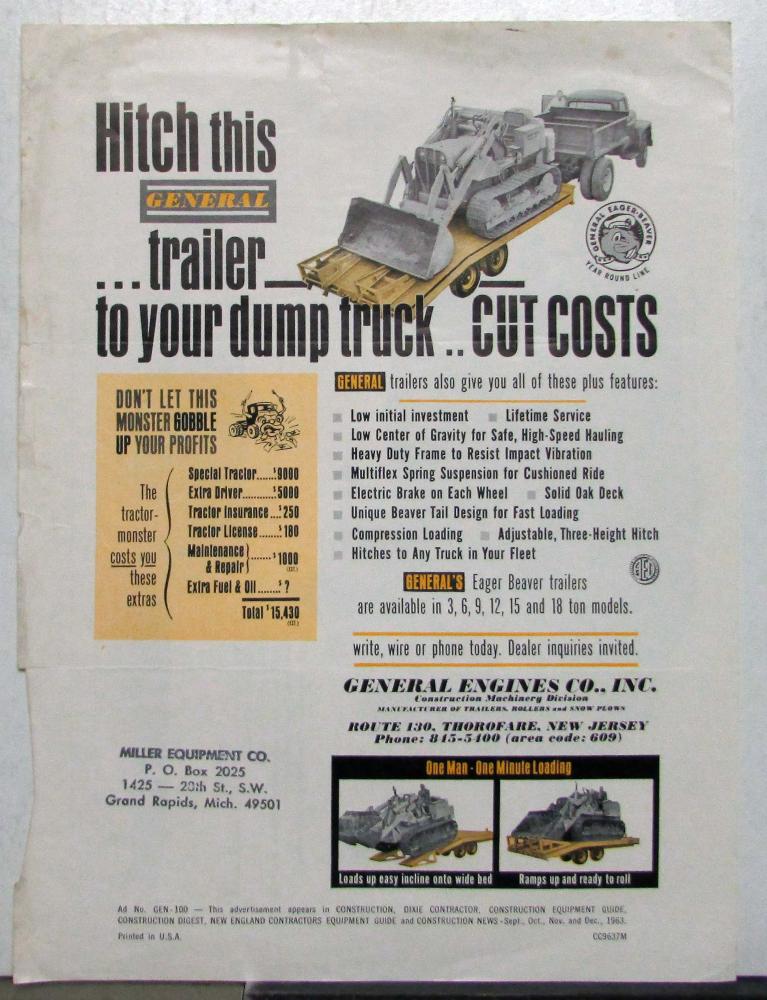 Hitch this
GENERAL
...trailer
to your dump truck .. CUT COSTS
GENERAL EAGER-BEAVER
YEAR ROUND LINE
DON'T LET THIS
MONSTER GOBBLE
UP YOUR PROFITS
The
tractor-
monster
costs you
these
extras
Special Tractor......$9000
Extra Driver..........$5000
Tractor Insurance...$250
Tractor License.....$180
Maintenance
& Repair}.......$1000
(EST.)
Extra Fuel & Oil........$ ?
Total $15,430
(EST.)
GENERAL trailers also give you all of these plus features:
Low initial investment Lifetime Service
Low Center of Gravity for Safe, High-Speed Hauling
Heavy Duty Frame to Resist Impact Vibration
Multiflex Spring Suspension for Cushioned Ride
Electric Brake on Each Wheel Solid Oak Deck
Unique Beaver Tail Design for Fast Loading
Compression Loading Adjustable, Three-Height Hitch
Hitches to Any Truck in Your Fleet
GENERAL'S Eager Beaver trailers
are available in 3, 6, 9, 12, 15 and 18 ton models.
write, wire or phone today. Dealer inquiries invited.
GENERAL ENGINES CO., INC.
Construction Machinery Division
MANUFACTURER OF TRAILERS, ROLLERS and SNOW PLOWS
ROUTE 130, THOROFARE, NEW JERSEY
Phone: 845-5400 (area code: 609)
MILLER EQUIPMENT CO.
P. O. Box 2025
1425 — 28th St., S.W.
Grand Rapids, Mich. 49501
One Man - One Minute Loading
Loads up easy incline onto wide bed
Ramps up and ready to roll
Ad No. GEN-100 — This advertisement appears in CONSTRUCTION, DIXIE CONTRACTOR, CONSTRUCTION EQUIPMENT GUIDE,
CONSTRUCTION DIGEST, NEW ENGLAND CONTRACTORS EQUIPMENT GUIDE and CONSTRUCTION NEWS - Sept., Oct., Nov. and Dec., 1963.
Printed in U.S.A.
CC9637M